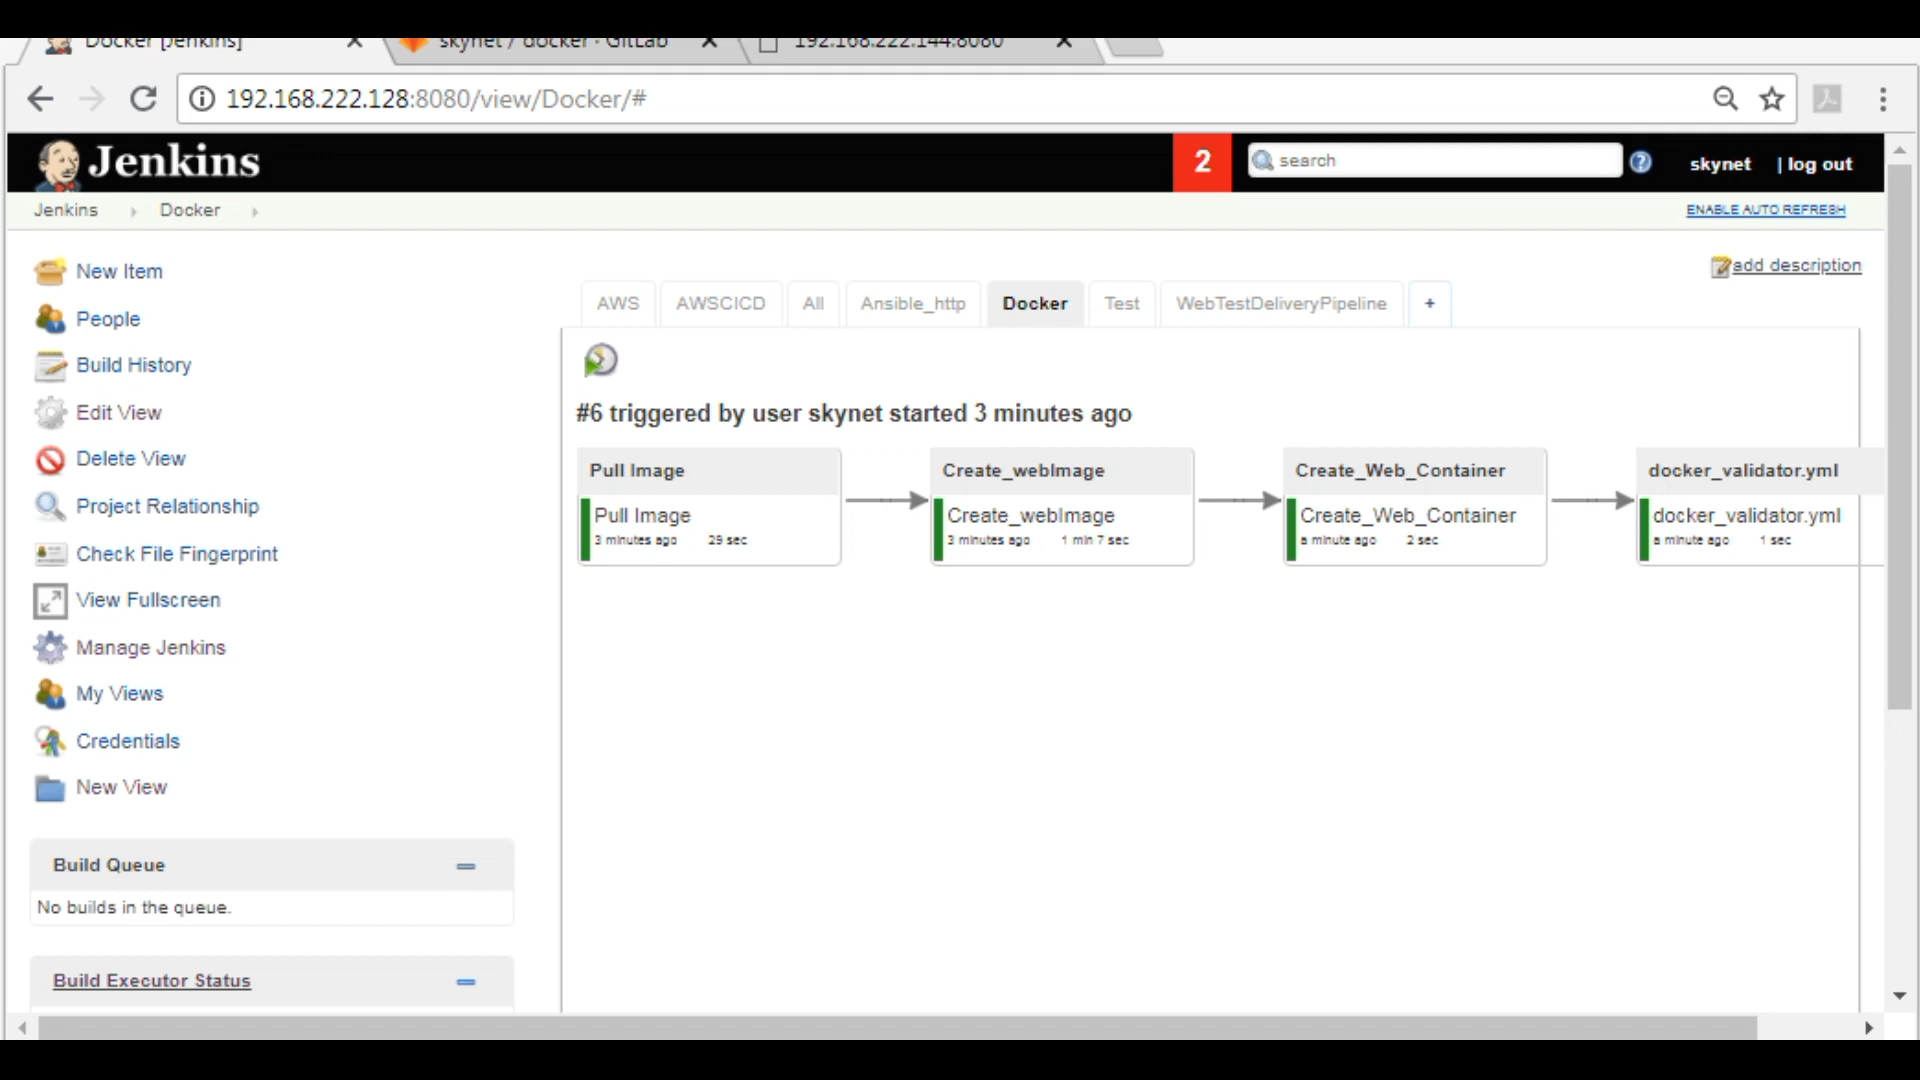 Docker [Jenkins]
skynet / docker · GitLab
192.168.222.144:8080
192.168.222.128:8080/view/Docker/#
Jenkins
2
search
skynet
| log out
Jenkins
Docker
ENABLE AUTO REFRESH
New Item
People
Build History
Edit View
Delete View
Project Relationship
Check File Fingerprint
View Fullscreen
Manage Jenkins
My Views
Credentials
New View
Build Queue
No builds in the queue.
Build Executor Status
add description
AWS
AWSCICD
All
Ansible_http
Docker
Test
WebTestDeliveryPipeline
+
#6 triggered by user skynet started 3 minutes ago
Pull Image
Pull Image
3 minutes ago 29 sec
Create_webImage
Create_webImage
3 minutes ago 1 min 7 sec
Create_Web_Container
Create_Web_Container
a minute ago 2 sec
docker_validator.yml
docker_validator.yml
a minute ago 1 sec